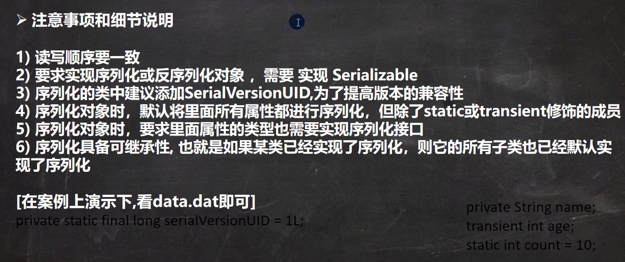 ➢ 注意事项和细节说明
1) 读写顺序要一致
2) 要求实现序列化或反序列化对象 ，需要 实现 Serializable
3) 序列化的类中建议添加SerialVersionUID,为了提高版本的兼容性
4) 序列化对象时，默认将里面所有属性都进行序列化，但除了static或transient修饰的成员
5) 序列化对象时，要求里面属性的类型也需要实现序列化接口
6) 序列化具备可继承性, 也就是如果某类已经实现了序列化，则它的所有子类也已经默认实
现了序列化
[在案例上演示下,看data.dat即可]
private static final long serialVersionUID = 1L;
private String name;
transient int age;
static int count = 10;